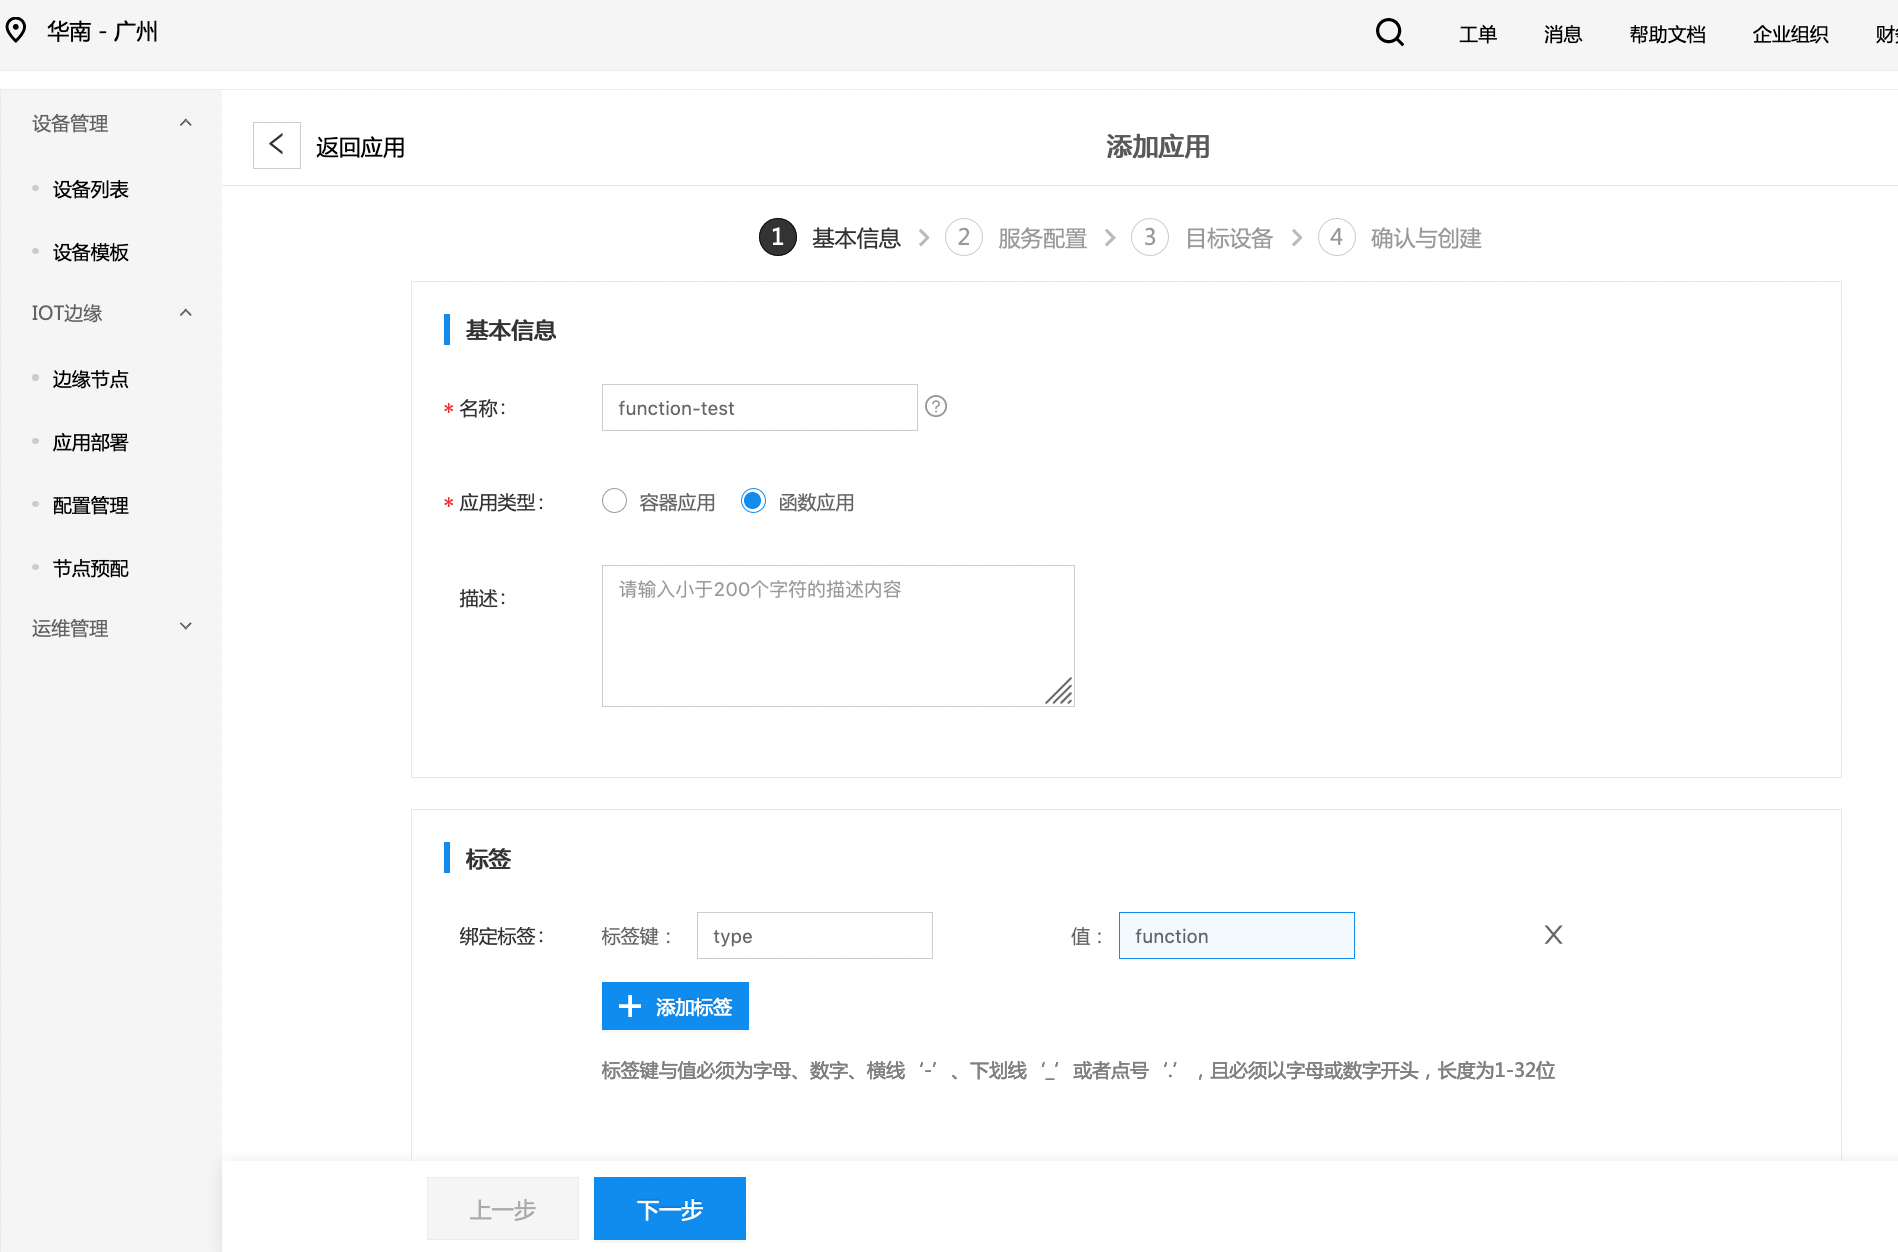 华南 - 广州
工单 消息 帮助文档 企业组织
设备管理
设备列表
设备模板
IOT边缘
边缘节点
应用部署
配置管理
节点预配
运维管理
返回应用
添加应用
1 基本信息 2 服务配置 3 目标设备 4 确认与创建
基本信息
* 名称: function-test ?
* 应用类型: 容器应用 函数应用
描述: 请输入小于200个字符的描述内容
标签
绑定标签: 标签键： type 值： function X
+ 添加标签
标签键与值必须为字母、数字、横线‘-’、下划线‘_’或者点号‘.’，且必须以字母或数字开头，长度为1-32位
上一步 下一步